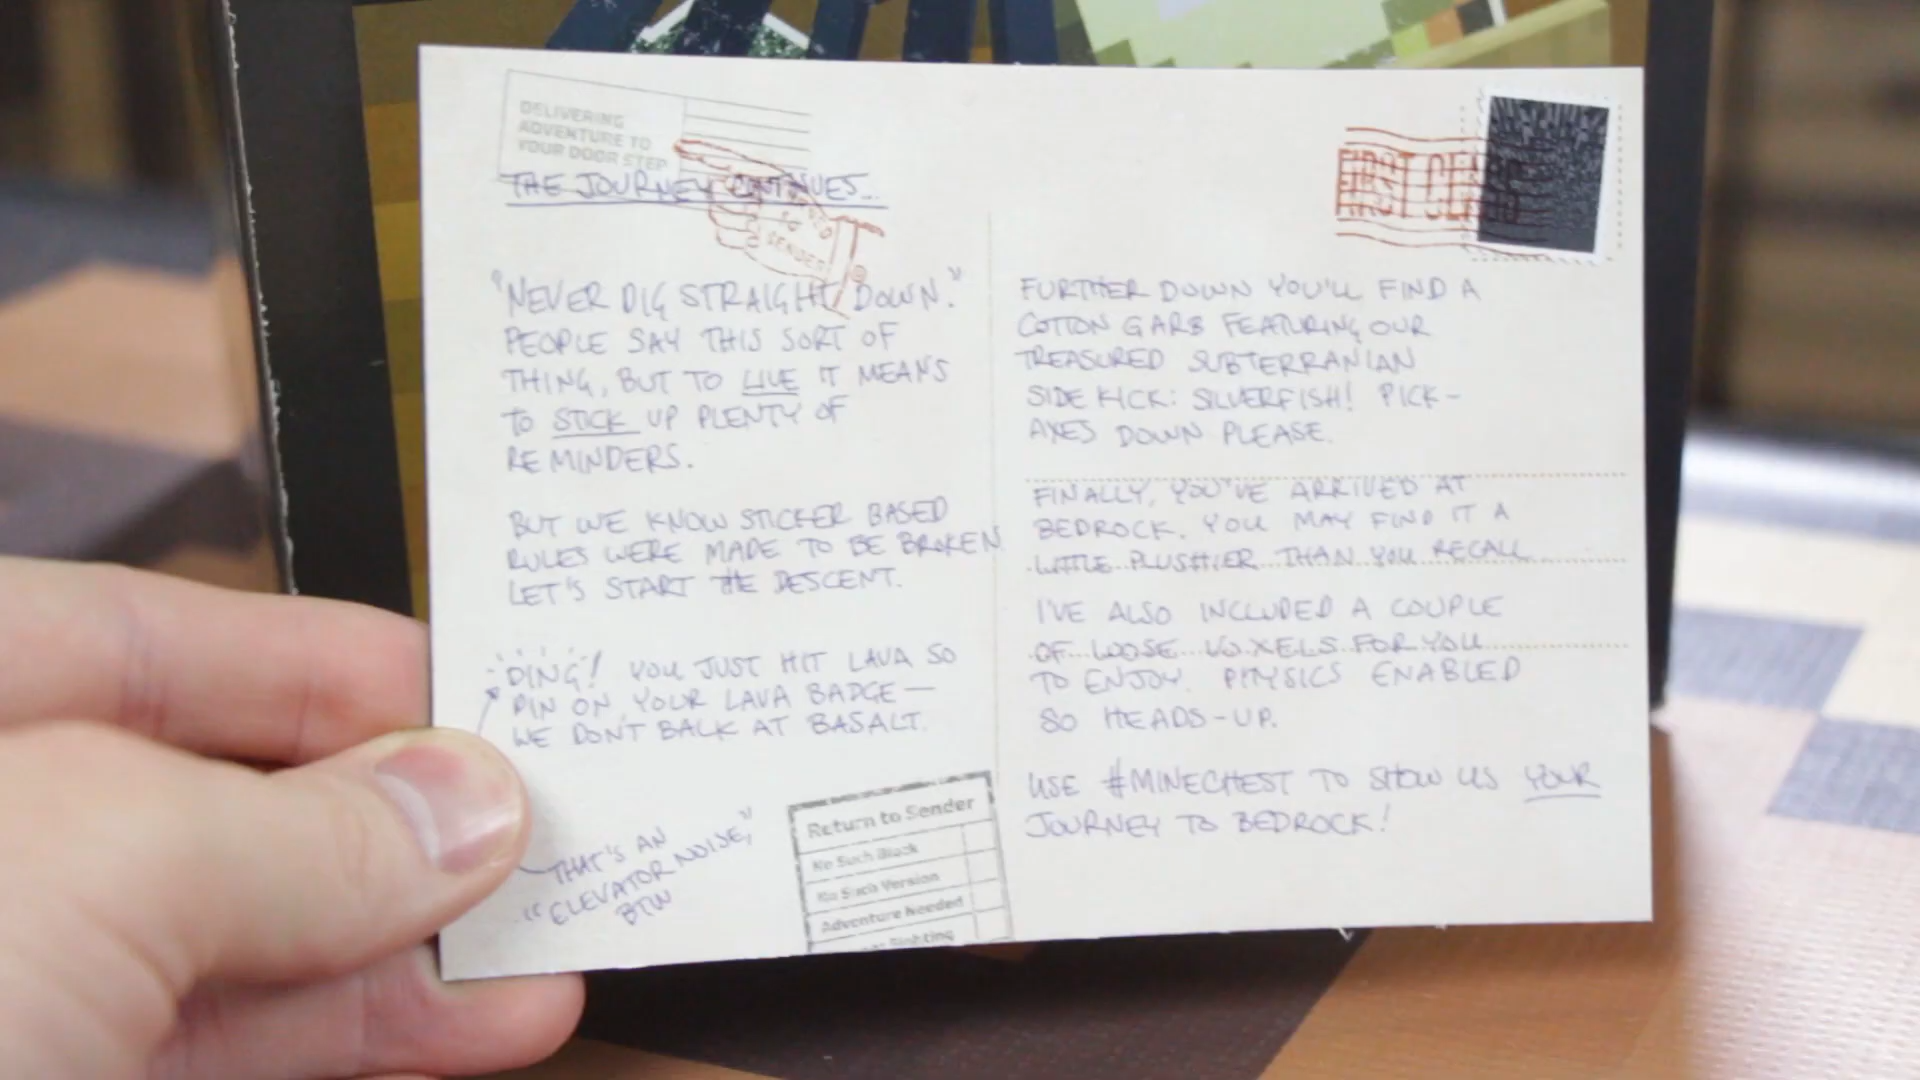 DELIVERING
ADVENTURE TO
YOUR DOOR STEP
THE JOURNEY CONTINUES...
TO
SENDER
"NEVER DIG STRAIGHT DOWN."
PEOPLE SAY THIS SORT OF
THING, BUT TO LIVE IT MEANS
TO STICK UP PLENTY OF
REMINDERS.
BUT WE KNOW STICKER BASED
RULES WERE MADE TO BE BROKEN
LET'S START THE DESCENT.
DING! YOU JUST HIT LAVA SO
PIN ON YOUR LAVA BADGE—
WE DON'T BALK AT BASALT.
THAT'S AN
"ELEVATOR NOISE,"
BTW
Return to Sender
No Such Block
No Such Version
Adventure Needed
Fighting
FIRST CLASS
FURTHER DOWN YOU'LL FIND A
COTTON GARB FEATURING OUR
TREASURED SUBTERRANIAN
SIDE KICK: SILVERFISH! PICK-
AXES DOWN PLEASE.
FINALLY, YOU'VE ARRIVED AT
BEDROCK. YOU MAY FIND IT A
LITTLE PLUSHIER THAN YOU RECALL
I'VE ALSO INCLUDED A COUPLE
OF LOOSE VOXELS FOR YOU
TO ENJOY. PHYSICS ENABLED
SO HEADS-UP.
USE #MINECHEST TO SHOW US YOUR
JOURNEY TO BEDROCK!